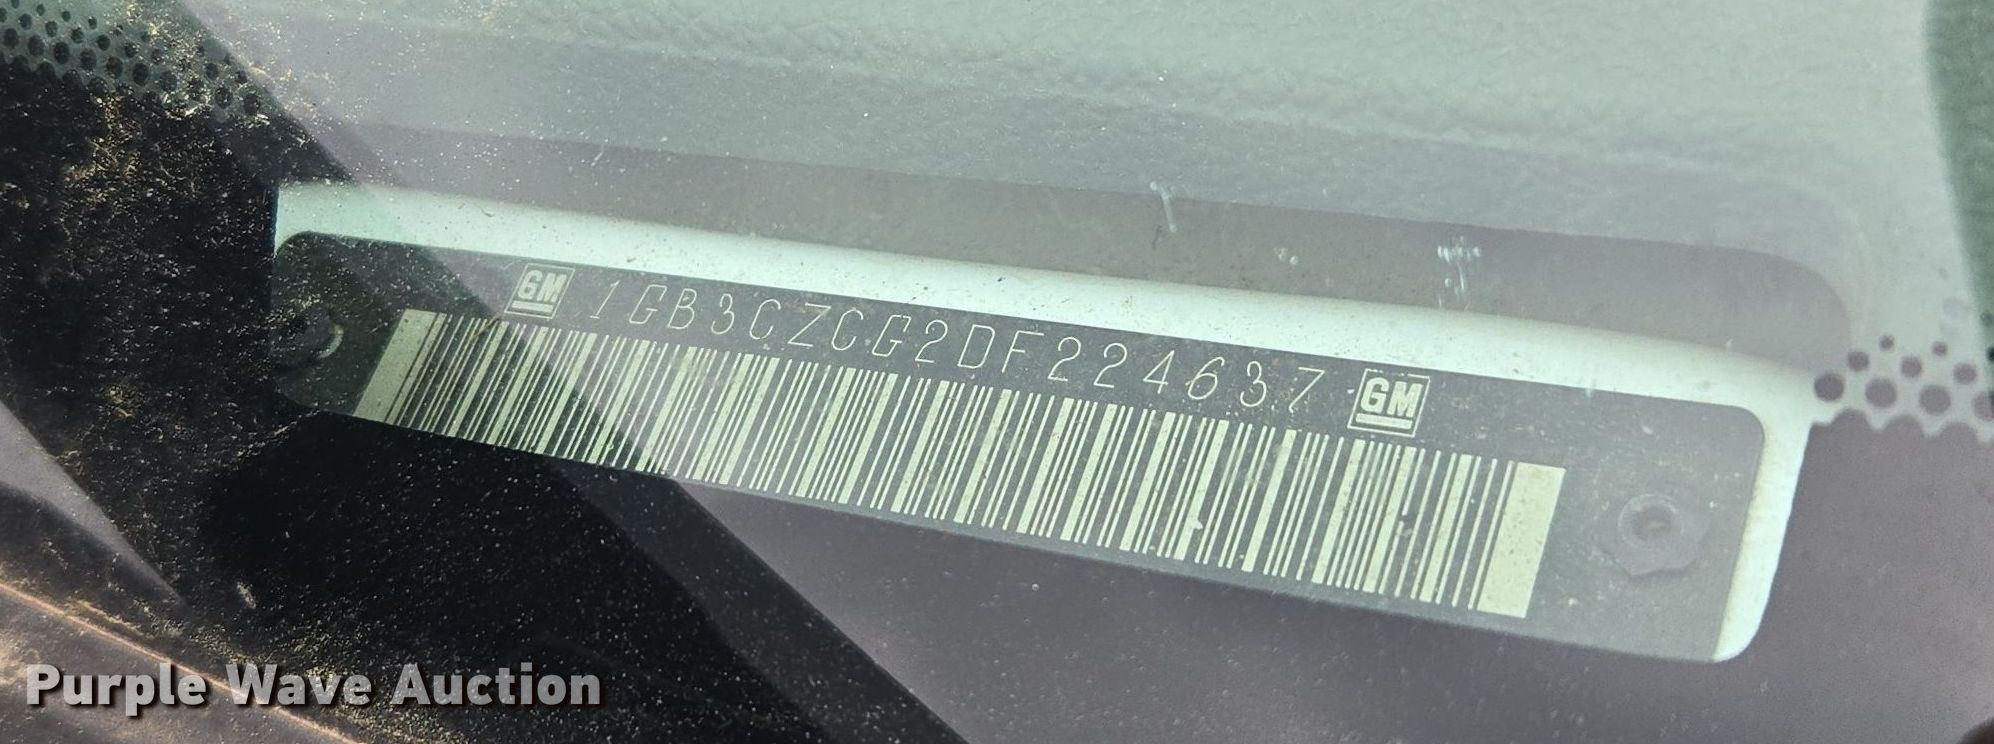 GM 1GB3CZCG2DF224637 GM
Purple Wave Auction